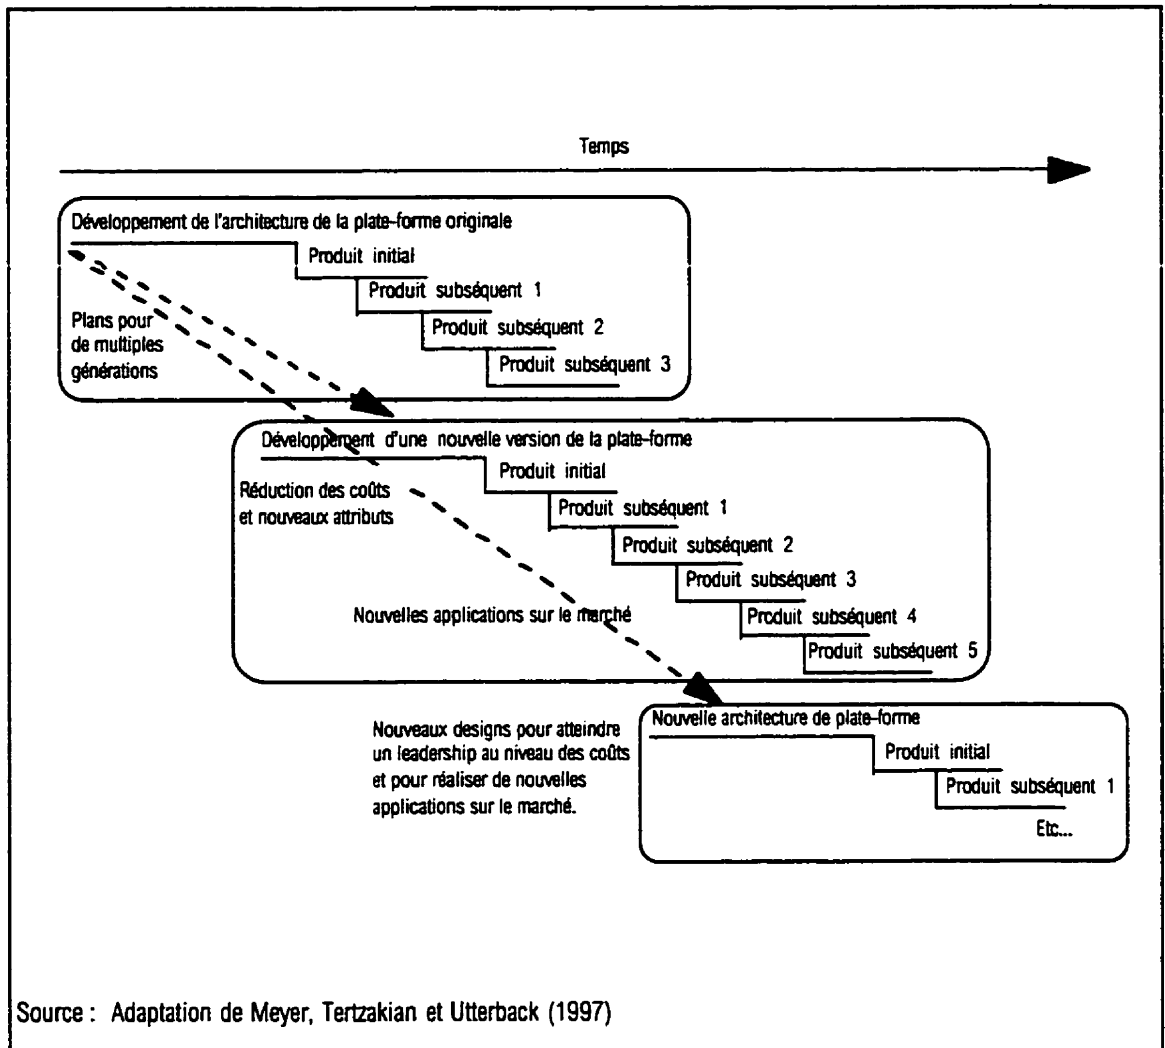 Temps
Développement de l'architecture de la plate-forme originale
Produit initial
Produit subséquent 1
Produit subséquent 2
Produit subséquent 3
Plans pour
de multiples
générations
Développement d'une nouvelle version de la plate-forme
Produit initial
Produit subséquent 1
Produit subséquent 2
Produit subséquent 3
Produit subséquent 4
Produit subséquent 5
Réduction des coûts
et nouveaux attributs
Nouvelles applications sur le marché
Nouveaux designs pour atteindre
un leadership au niveau des coûts
et pour réaliser de nouvelles
applications sur le marché.
Nouvelle architecture de plate-forme
Produit initial
Produit subséquent 1
Etc...
Source : Adaptation de Meyer, Tertzakian et Utterback (1997)